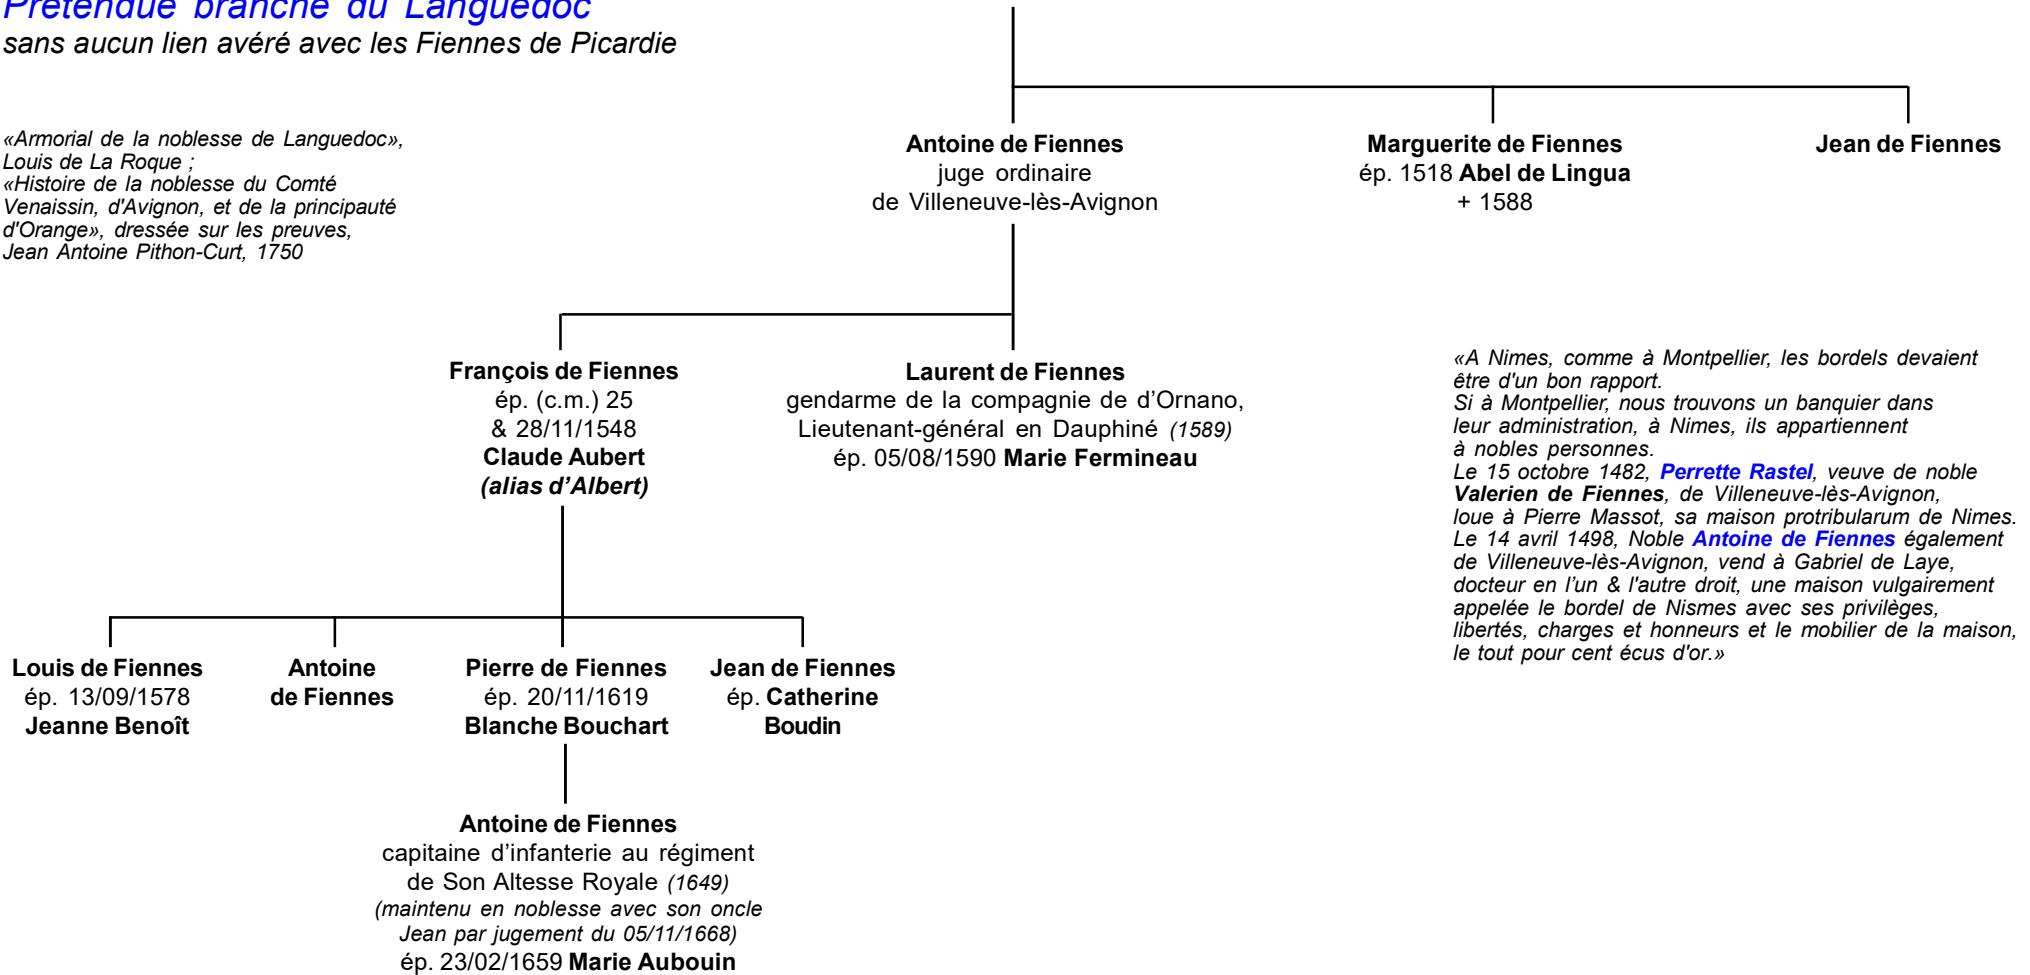 Prétendue branche du Languedoc
sans aucun lien avéré avec les Fiennes de Picardie
«Armorial de la noblesse de Languedoc»,
Louis de La Roque ;
«Histoire de la noblesse du Comté
Venaissin, d'Avignon, et de la principauté
d'Orange», dressée sur les preuves,
Jean Antoine Pithon-Curt, 1750
Antoine de Fiennes
juge ordinaire
de Villeneuve-lès-Avignon
Marguerite de Fiennes
ép. 1518 Abel de Lingua
+ 1588
Jean de Fiennes
François de Fiennes
ép. (c.m.) 25
& 28/11/1548
Claude Aubert
(alias d’Albert)
Laurent de Fiennes
gendarme de la compagnie de d’Ornano,
Lieutenant-général en Dauphiné (1589)
ép. 05/08/1590 Marie Fermineau
«A Nimes, comme à Montpellier, les bordels devaient
être d'un bon rapport.
Si à Montpellier, nous trouvons un banquier dans
leur administration, à Nimes, ils appartiennent
à nobles personnes.
Le 15 octobre 1482, Perrette Rastel, veuve de noble
Valerien de Fiennes, de Villeneuve-lès-Avignon,
loue à Pierre Massot, sa maison protribularum de Nimes.
Le 14 avril 1498, Noble Antoine de Fiennes également
de Villeneuve-lès-Avignon, vend à Gabriel de Laye,
docteur en l’un & l'autre droit, une maison vulgairement
appelée le bordel de Nismes avec ses privilèges,
libertés, charges et honneurs et le mobilier de la maison,
le tout pour cent écus d'or.»
Louis de Fiennes
ép. 13/09/1578
Jeanne Benoît
Antoine
de Fiennes
Pierre de Fiennes
ép. 20/11/1619
Blanche Bouchart
Jean de Fiennes
ép. Catherine
Boudin
Antoine de Fiennes
capitaine d’infanterie au régiment
de Son Altesse Royale (1649)
(maintenu en noblesse avec son oncle
Jean par jugement du 05/11/1668)
ép. 23/02/1659 Marie Aubouin